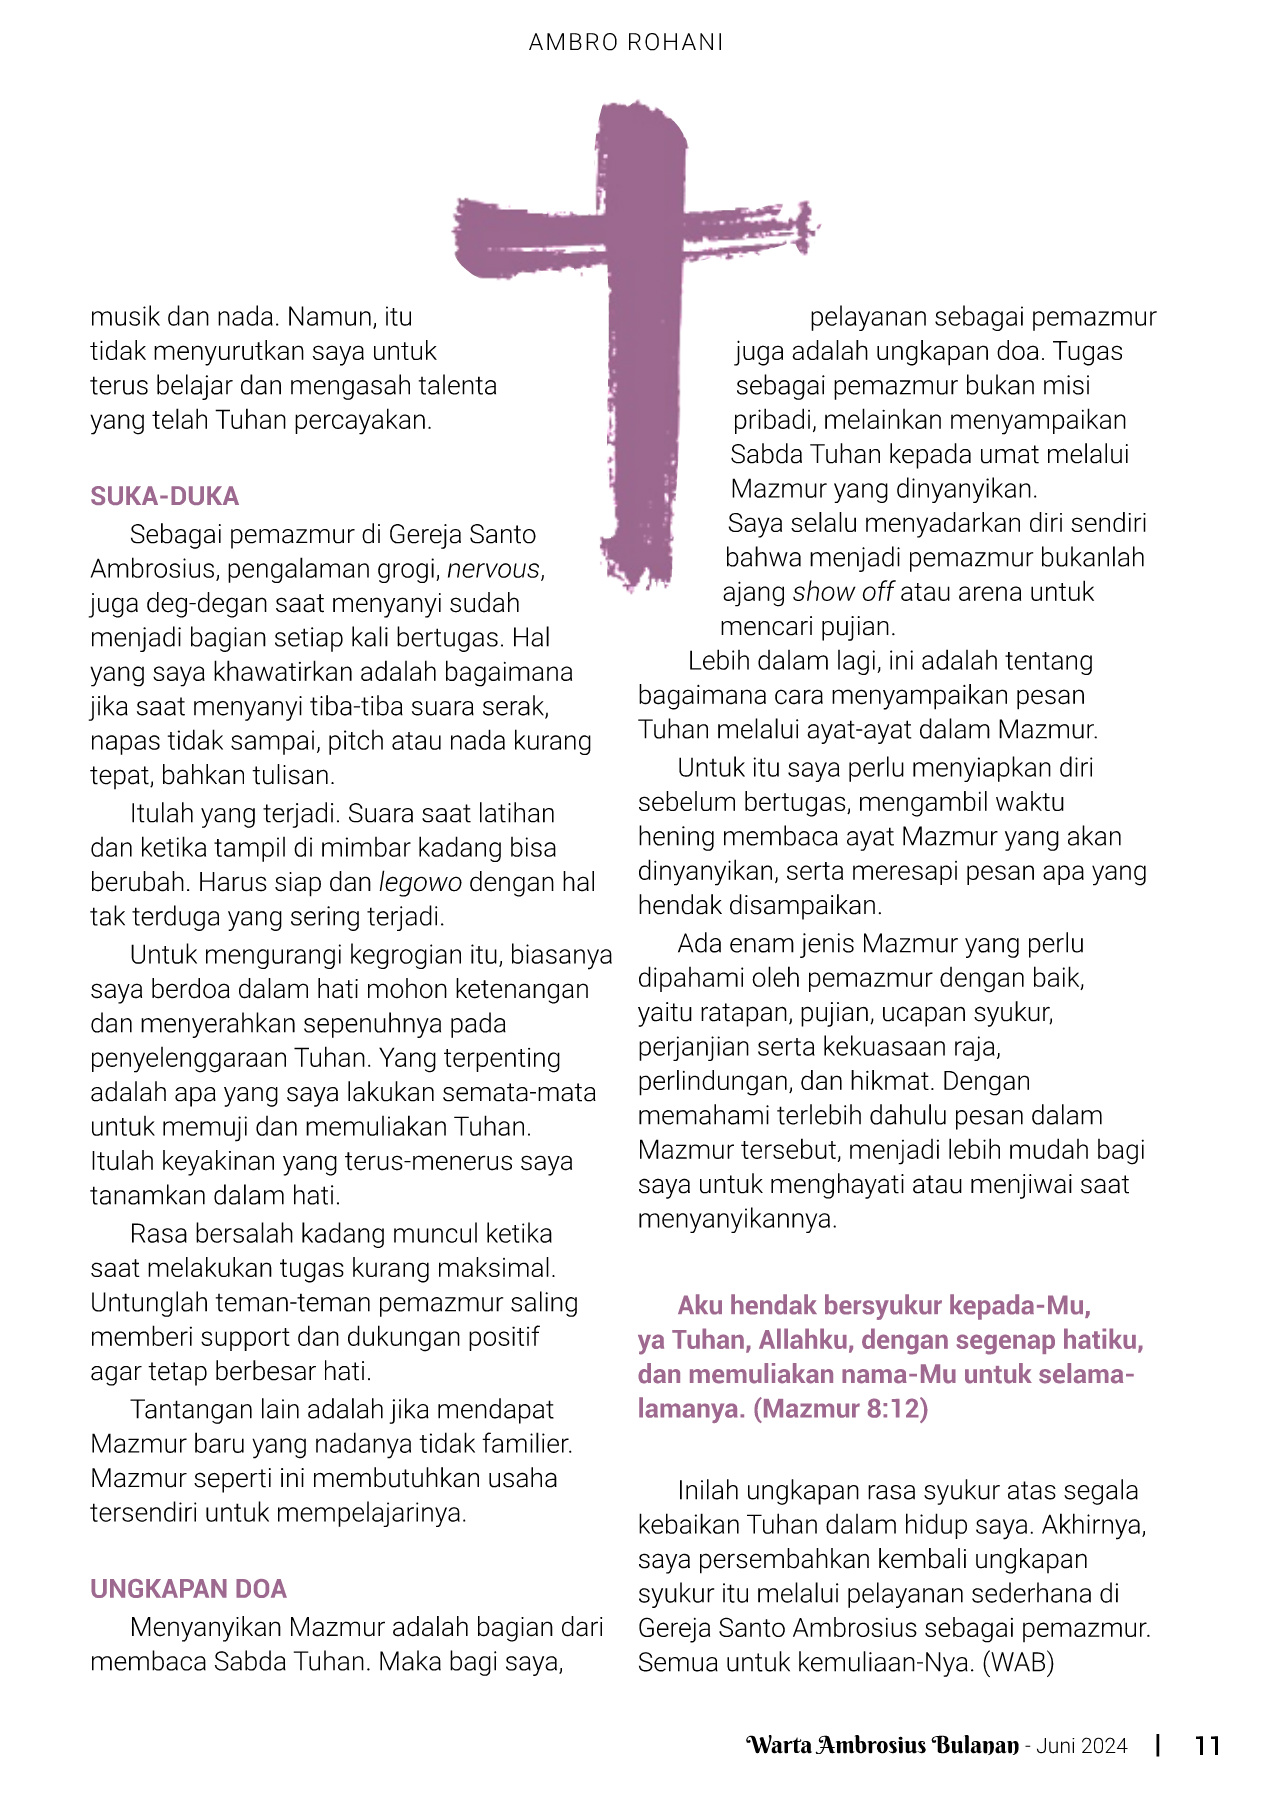 AMBRO ROHANI
musik dan nada. Namun, itu
tidak menyurutkan saya untuk
terus belajar dan mengasah talenta
yang telah Tuhan percayakan.
SUKA-DUKA
Sebagai pemazmur di Gereja Santo
Ambrosius, pengalaman grogi, nervous,
juga deg-degan saat menyanyi sudah
menjadi bagian setiap kali bertugas. Hal
yang saya khawatirkan adalah bagaimana
jika saat menyanyi tiba-tiba suara serak,
napas tidak sampai, pitch atau nada kurang
tepat, bahkan tulisan.
Itulah yang terjadi. Suara saat latihan
dan ketika tampil di mimbar kadang bisa
berubah. Harus siap dan legowo dengan hal
tak terduga yang sering terjadi.
Untuk mengurangi kegrogian itu, biasanya
saya berdoa dalam hati mohon ketenangan
dan menyerahkan sepenuhnya pada
penyelenggaraan Tuhan. Yang terpenting
adalah apa yang saya lakukan semata-mata
untuk memuji dan memuliakan Tuhan.
Itulah keyakinan yang terus-menerus saya
tanamkan dalam hati.
Rasa bersalah kadang muncul ketika
saat melakukan tugas kurang maksimal.
Untunglah teman-teman pemazmur saling
memberi support dan dukungan positif
agar tetap berbesar hati.
Tantangan lain adalah jika mendapat
Mazmur baru yang nadanya tidak familier.
Mazmur seperti ini membutuhkan usaha
tersendiri untuk mempelajarinya.
UNGKAPAN DOA
Menyanyikan Mazmur adalah bagian dari
membaca Sabda Tuhan. Maka bagi saya,
pelayanan sebagai pemazmur
juga adalah ungkapan doa. Tugas
sebagai pemazmur bukan misi
pribadi, melainkan menyampaikan
Sabda Tuhan kepada umat melalui
Mazmur yang dinyanyikan.
Saya selalu menyadarkan diri sendiri
bahwa menjadi pemazmur bukanlah
ajang show off atau arena untuk
mencari pujian.
Lebih dalam lagi, ini adalah tentang
bagaimana cara menyampaikan pesan
Tuhan melalui ayat-ayat dalam Mazmur.
Untuk itu saya perlu menyiapkan diri
sebelum bertugas, mengambil waktu
hening membaca ayat Mazmur yang akan
dinyanyikan, serta meresapi pesan apa yang
hendak disampaikan.
Ada enam jenis Mazmur yang perlu
dipahami oleh pemazmur dengan baik,
yaitu ratapan, pujian, ucapan syukur,
perjanjian serta kekuasaan raja,
perlindungan, dan hikmat. Dengan
memahami terlebih dahulu pesan dalam
Mazmur tersebut, menjadi lebih mudah bagi
saya untuk menghayati atau menjiwai saat
menyanyikannya.
Aku hendak bersyukur kepada-Mu,
ya Tuhan, Allahku, dengan segenap hatiku,
dan memuliakan nama-Mu untuk selama-
lamanya. (Mazmur 8:12)
Inilah ungkapan rasa syukur atas segala
kebaikan Tuhan dalam hidup saya. Akhirnya,
saya persembahkan kembali ungkapan
syukur itu melalui pelayanan sederhana di
Gereja Santo Ambrosius sebagai pemazmur.
Semua untuk kemuliaan-Nya. (WAB)
Warta Ambrosius Bulanan - Juni 2024 | 11